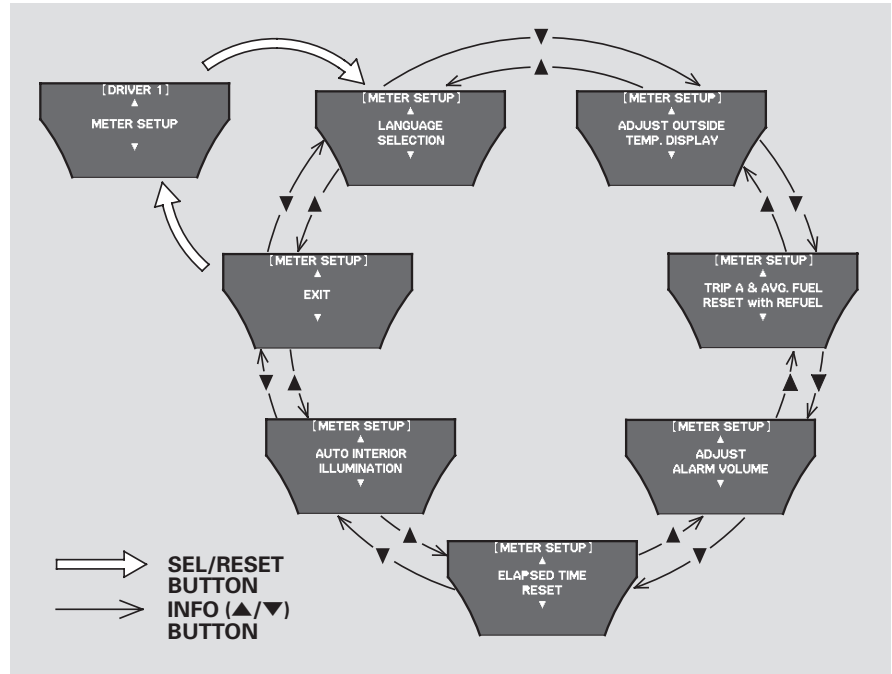 [DRIVER 1]
▲
METER SETUP
▼
[METER SETUP]
▲
LANGUAGE
SELECTION
▼
[METER SETUP]
▲
ADJUST OUTSIDE
TEMP. DISPLAY
▼
[METER SETUP]
▲
TRIP A & AVG. FUEL
RESET with REFUEL
▼
[METER SETUP]
▲
ADJUST
ALARM VOLUME
▼
[METER SETUP]
▲
ELAPSED TIME
RESET
▼
[METER SETUP]
▲
AUTO INTERIOR
ILLUMINATION
▼
[METER SETUP]
▲
EXIT
▼
SEL/RESET
BUTTON
INFO (▲/▼)
BUTTON